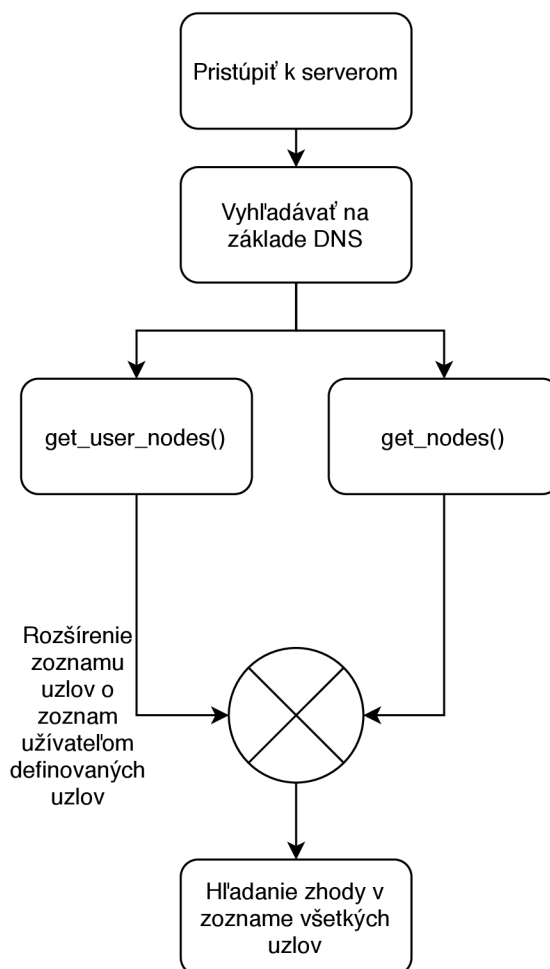 Pristúpiť k serverom
Vyhľadávať na
základe DNS
get_user_nodes()
get_nodes()
Rozšírenie
zoznamu
uzlov o
zoznam
užívateľom
definovaných
uzlov
Hľadanie zhody v
zozname všetkých
uzlov